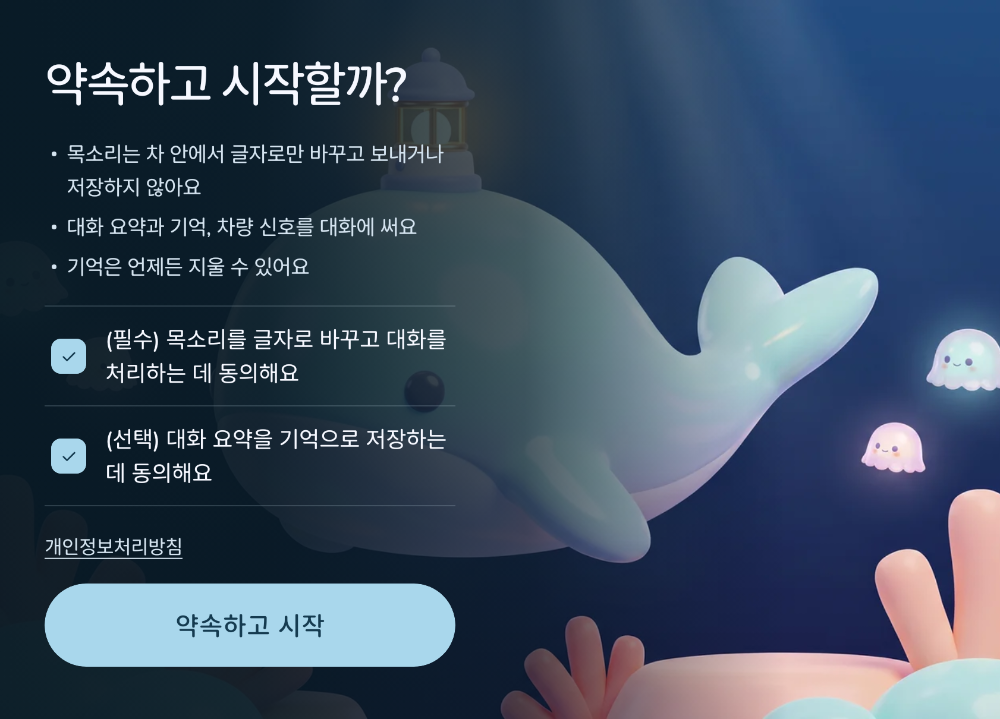 약속하고 시작할까?
• 목소리는 차 안에서 글자로만 바꾸고 보내거나
저장하지 않아요
• 대화 요약과 기억, 차량 신호를 대화에 써요
• 기억은 언제든 지울 수 있어요
(필수) 목소리를 글자로 바꾸고 대화를
처리하는 데 동의해요
(선택) 대화 요약을 기억으로 저장하는
데 동의해요
개인정보처리방침
약속하고 시작